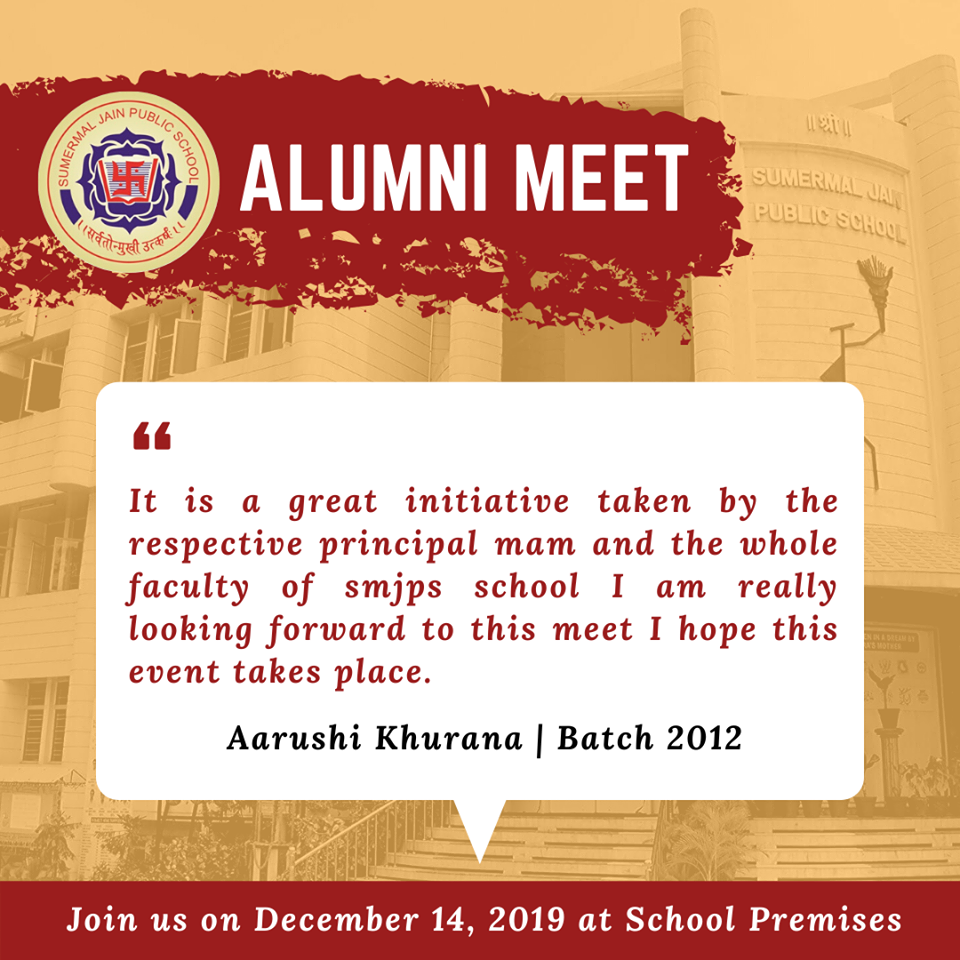 SUMERMAL JAIN PUBLIC SCHOOL
।।सर्वतोन्मुखी उत्कर्ष।।
ALUMNI MEET
॥ श्री ॥
SUMERMAL JAIN
PUBLIC SCHOOL
“
It is a great initiative taken by the
respective principal mam and the whole
faculty of smjps school I am really
looking forward to this meet I hope this
event takes place.
Aarushi Khurana | Batch 2012
Join us on December 14, 2019 at School Premises